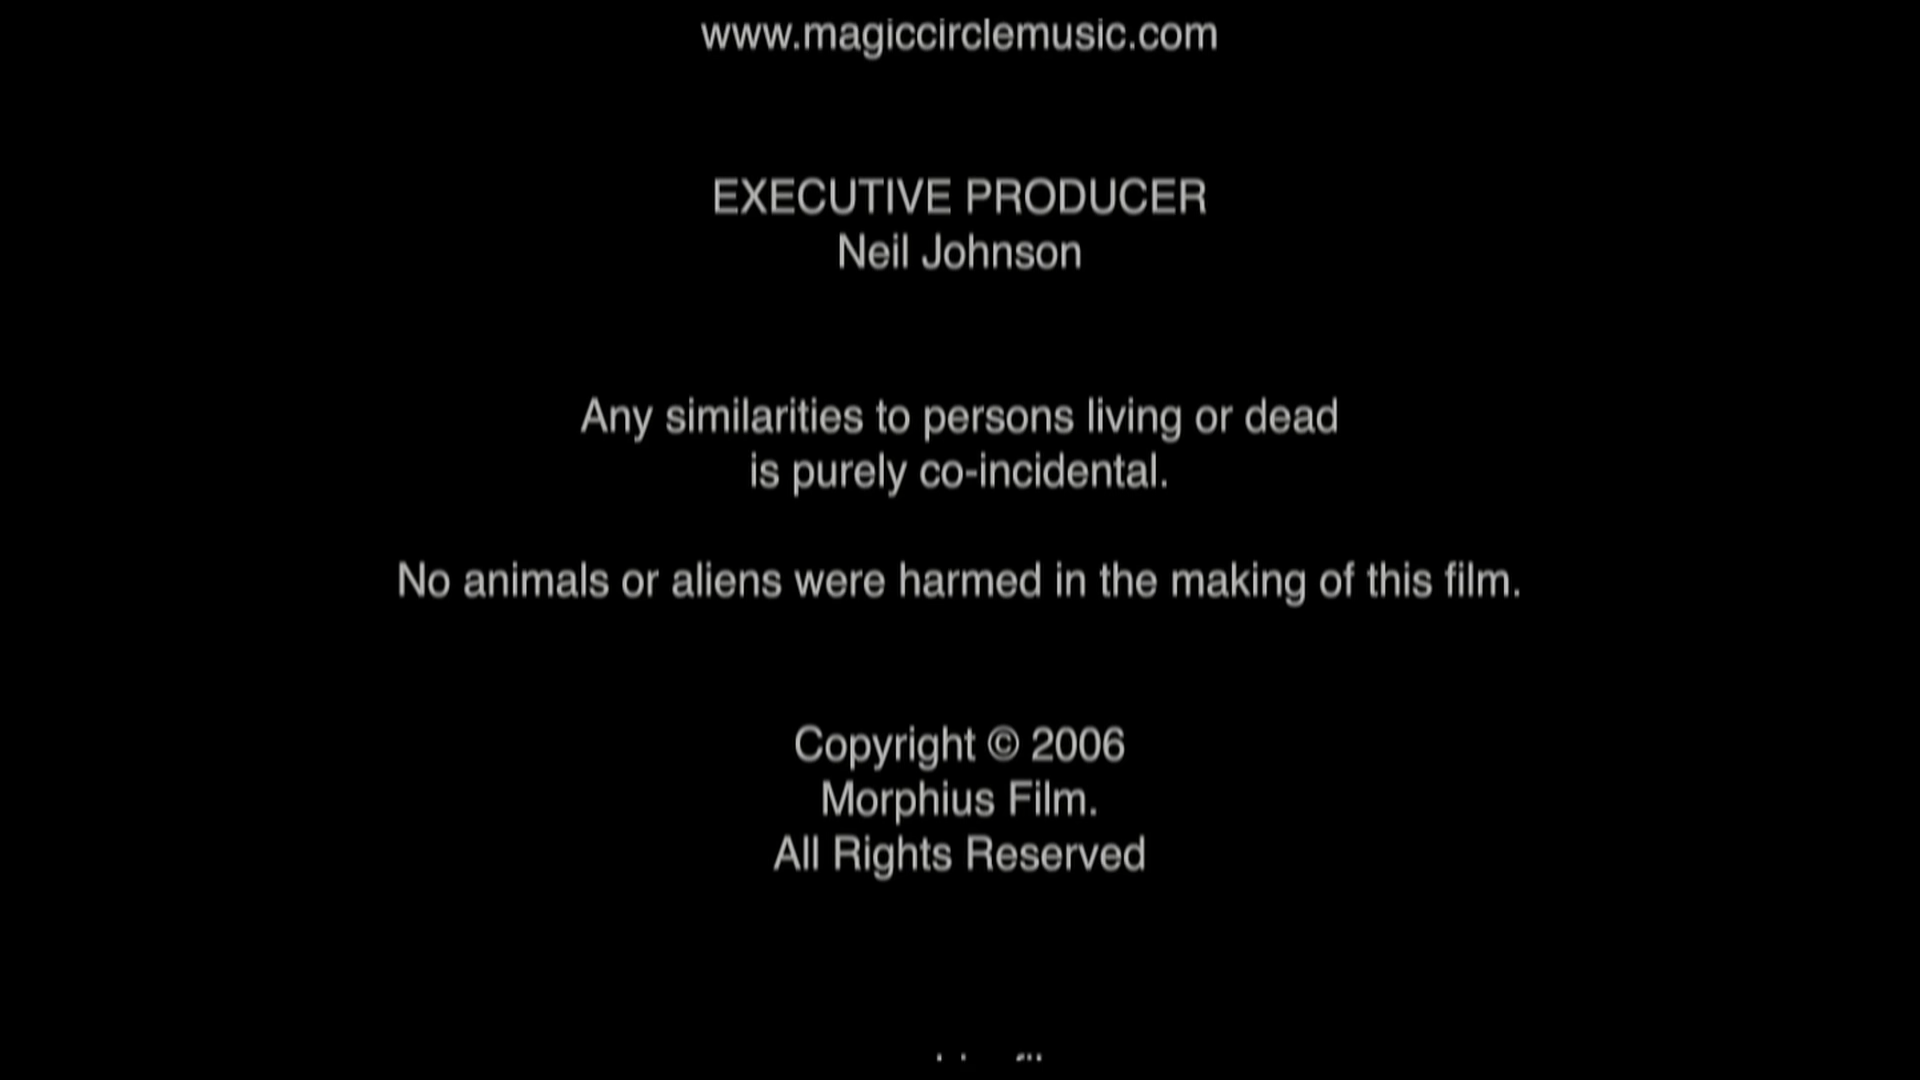 www.magiccirclemusic.com
EXECUTIVE PRODUCER
Neil Johnson
Any similarities to persons living or dead
is purely co-incidental.
No animals or aliens were harmed in the making of this film.
Copyright © 2006
Morphius Film.
All Rights Reserved